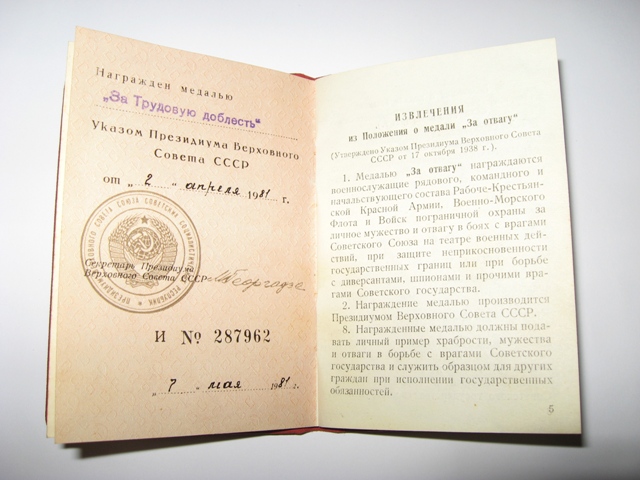 Награжден медалью
„За Трудовую доблесть“
Указом Президиума Верховного
Совета СССР
от „ 2 „ апреля 1981 г.
Секретарь Президиума
Верховного Совета СССР М Георгадзе
И № 287962
„ 7 „ мая 1981 г.
ИЗВЛЕЧЕНИЯ
из Положения о медали „За отвагу“
(Утверждено Указом Президиума Верховного Совета
СССР от 17 октября 1938 г.)
1. Медалью „За отвагу“ награждаются
военнослужащие рядового, командного и
начальствующего состава Рабоче-Крестьян-
ской Красной Армии, Военно-Морского
Флота и Войск пограничной охраны за
личное мужество и отвагу в боях с врагами
Советского Союза на театре военных дей-
ствий, при защите неприкосновенности
государственных границ или при борьбе
с диверсантами, шпионами и прочими вра-
гами Советского государства.
2. Награждение медалью производится
Президиумом Верховного Совета СССР.
8. Награжденные медалью должны пода-
вать личный пример храбрости, мужества
и отваги в борьбе с врагами Советского
государства и служить образцом для других
граждан при исполнении государственных
обязанностей.
5